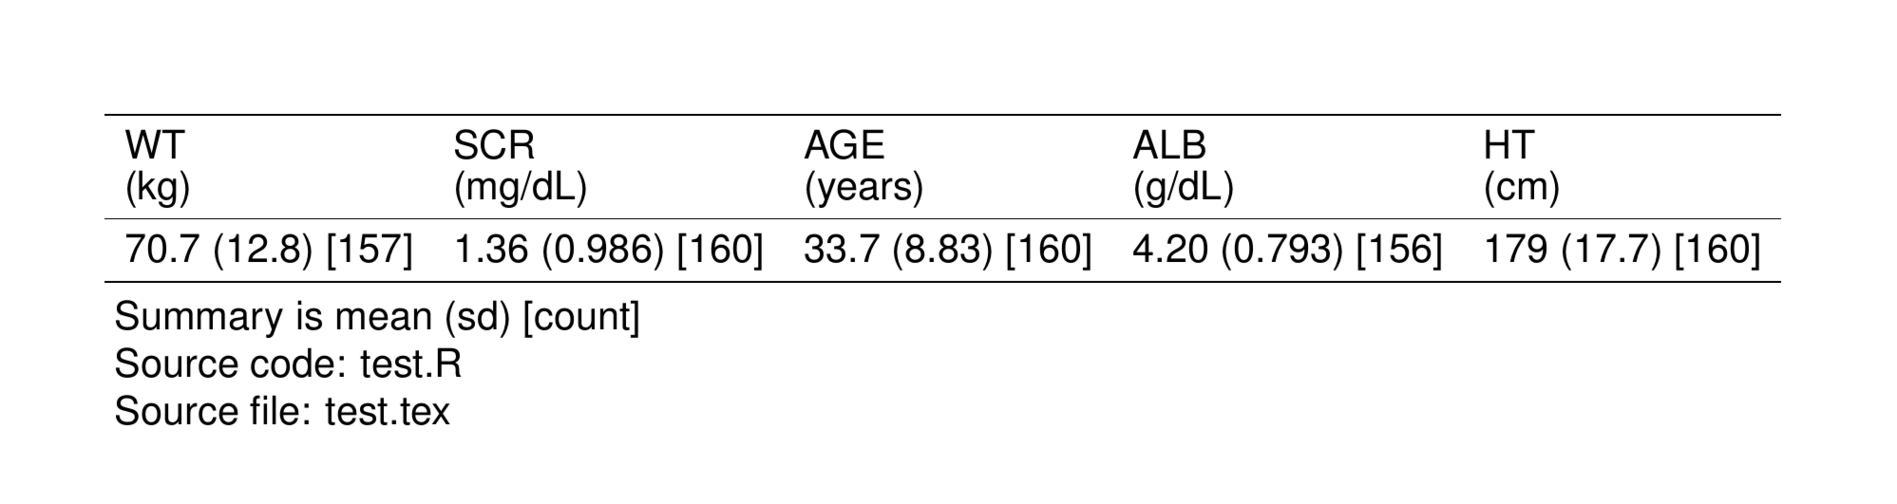 WT SCR AGE ALB HT
(kg) (mg/dL) (years) (g/dL) (cm)
70.7 (12.8) [157] 1.36 (0.986) [160] 33.7 (8.83) [160] 4.20 (0.793) [156] 179 (17.7) [160]
Summary is mean (sd) [count]
Source code: test.R
Source file: test.tex